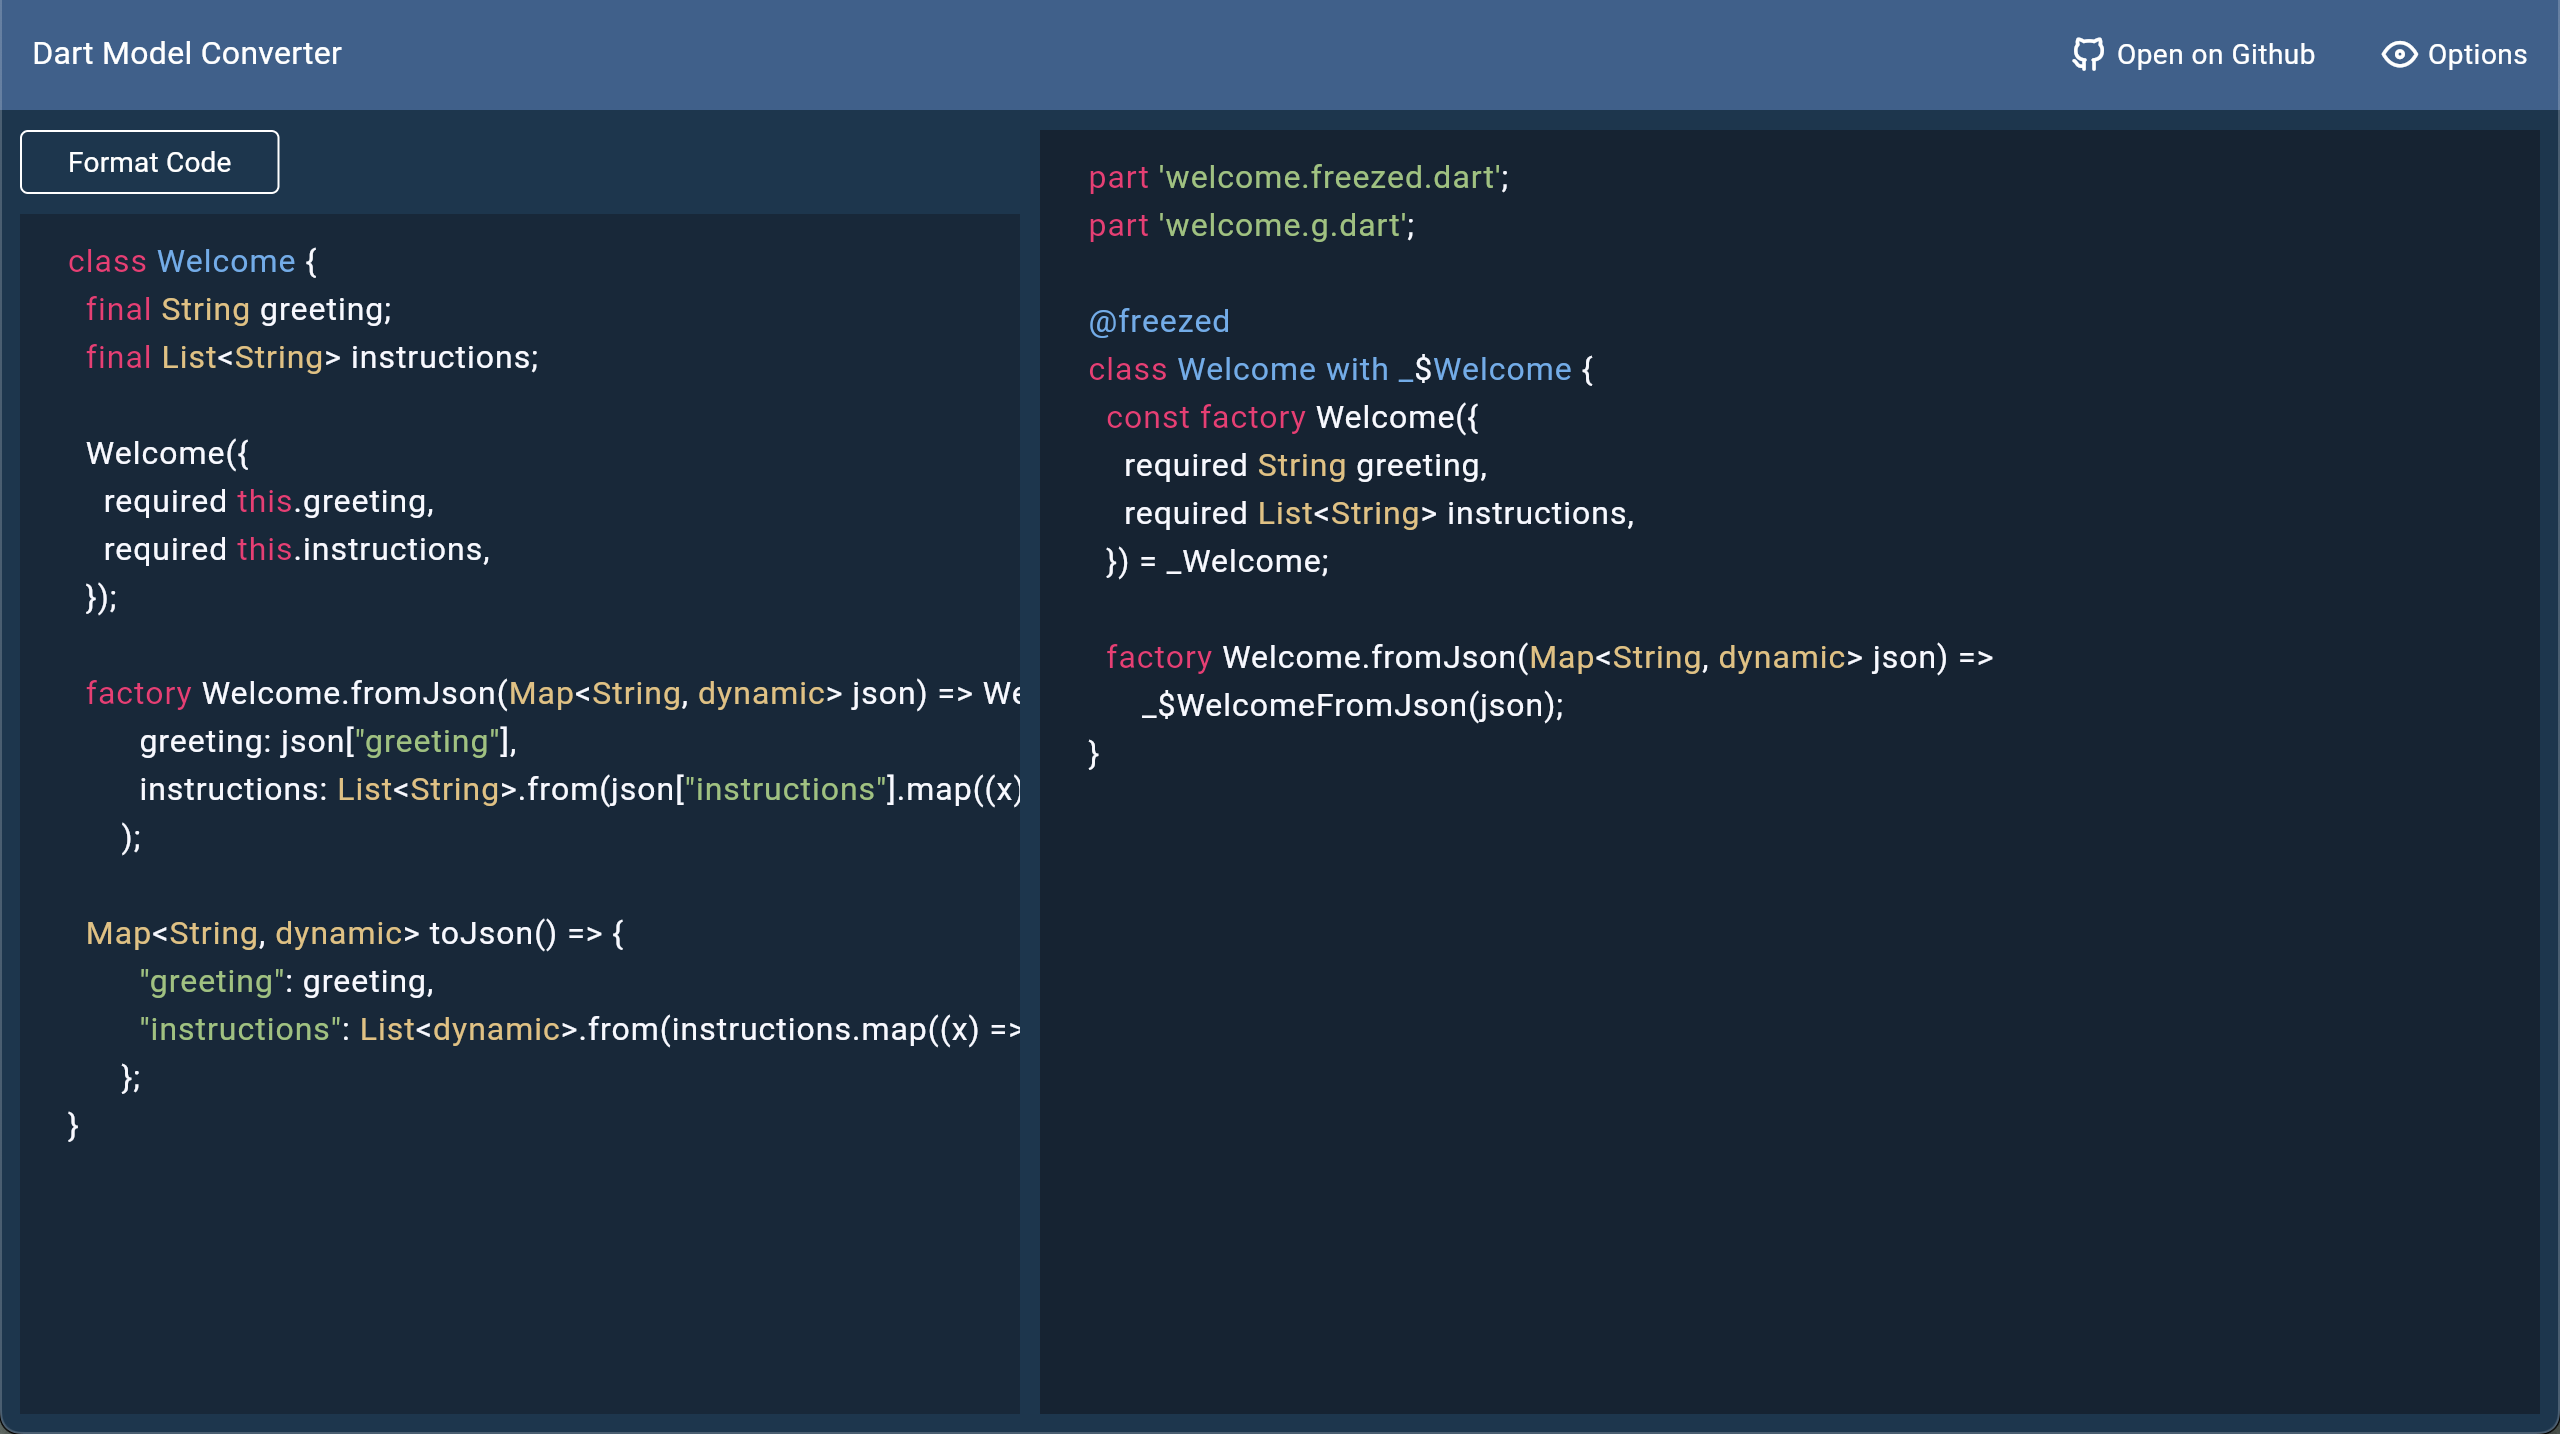 Dart Model Converter
Open on Github
Options
Format Code
class Welcome {
  final String greeting;
  final List<String> instructions;

  Welcome({
    required this.greeting,
    required this.instructions,
  });

  factory Welcome.fromJson(Map<String, dynamic> json) => We
        greeting: json["greeting"],
        instructions: List<String>.from(json["instructions"].map((x)
      );

  Map<String, dynamic> toJson() => {
        "greeting": greeting,
        "instructions": List<dynamic>.from(instructions.map((x) =>
      };
}
part 'welcome.freezed.dart';
part 'welcome.g.dart';

@freezed
class Welcome with _$Welcome {
  const factory Welcome({
    required String greeting,
    required List<String> instructions,
  }) = _Welcome;

  factory Welcome.fromJson(Map<String, dynamic> json) =>
      _$WelcomeFromJson(json);
}